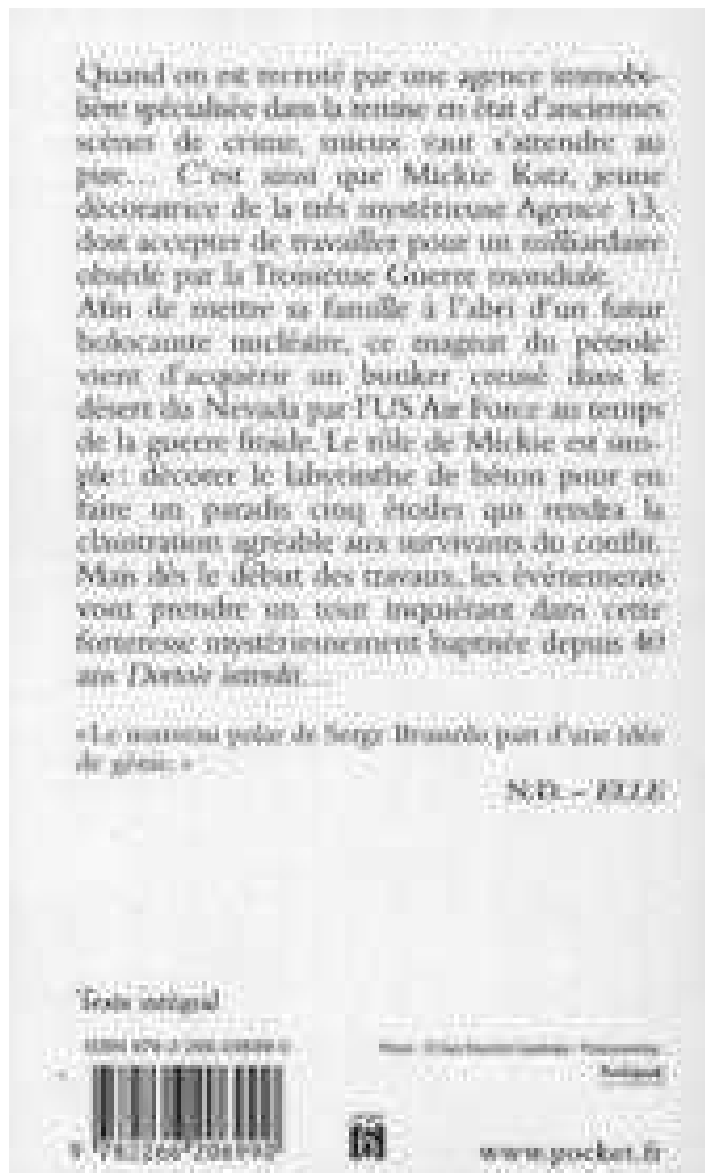 Quand on est recruté par une agence immobi-
lière spécialisée dans la remise en état d'anciennes
scènes de crime, mieux vaut s'attendre au
pire… C'est ainsi que Mickie Katz, jeune
décoratrice de la très mystérieuse Agence 13,
doit accepter de travailler pour un milliardaire
obsédé par la Troisième Guerre mondiale.
Afin de mettre sa famille à l'abri d'un futur
holocauste nucléaire, ce magnat du pétrole
vient d'acquérir un bunker creusé dans le
désert du Nevada par l'US Air Force au temps
de la guerre froide. Le rôle de Mickie est sim-
ple : décorer le labyrinthe de béton pour en
faire un paradis cinq étoiles qui rendra la
claustration agréable aux survivants du conflit.
Mais dès le début des travaux, les événements
vont prendre un tour inquiétant dans cette
forteresse mystérieusement baptisée depuis 40
ans Dortoir interdit…
«Le nouveau polar de Serge Brussolo part d'une idée
de génie.»
N.D. – ELLE
Texte intégral
ISBN 978-2-266
9 782266 206990
www.pocket.fr